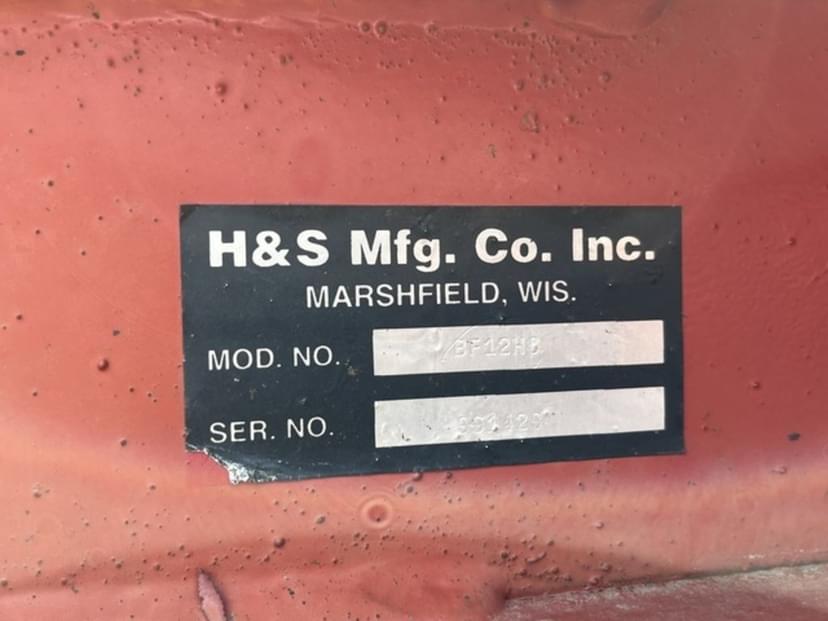 H&S Mfg. Co. Inc.
MARSHFIELD, WIS.
MOD. NO.
SER. NO.